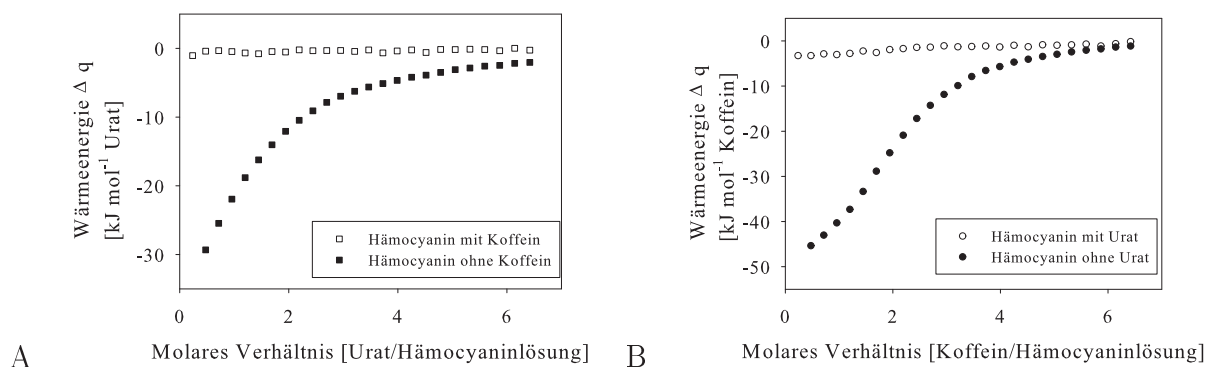 Wärmeenergie Δ q
[kJ mol⁻¹ Urat]
0
-10
-20
-30
Hämocyanin mit Koffein
Hämocyanin ohne Koffein
0 2 4 6
Molares Verhältnis [Urat/Hämocyaninlösung]
A
Wärmeenergie Δ q
[kJ mol⁻¹ Koffein]
0
-10
-20
-30
-40
-50
Hämocyanin mit Urat
Hämocyanin ohne Urat
0 2 4 6
Molares Verhältnis [Koffein/Hämocyaninlösung]
B